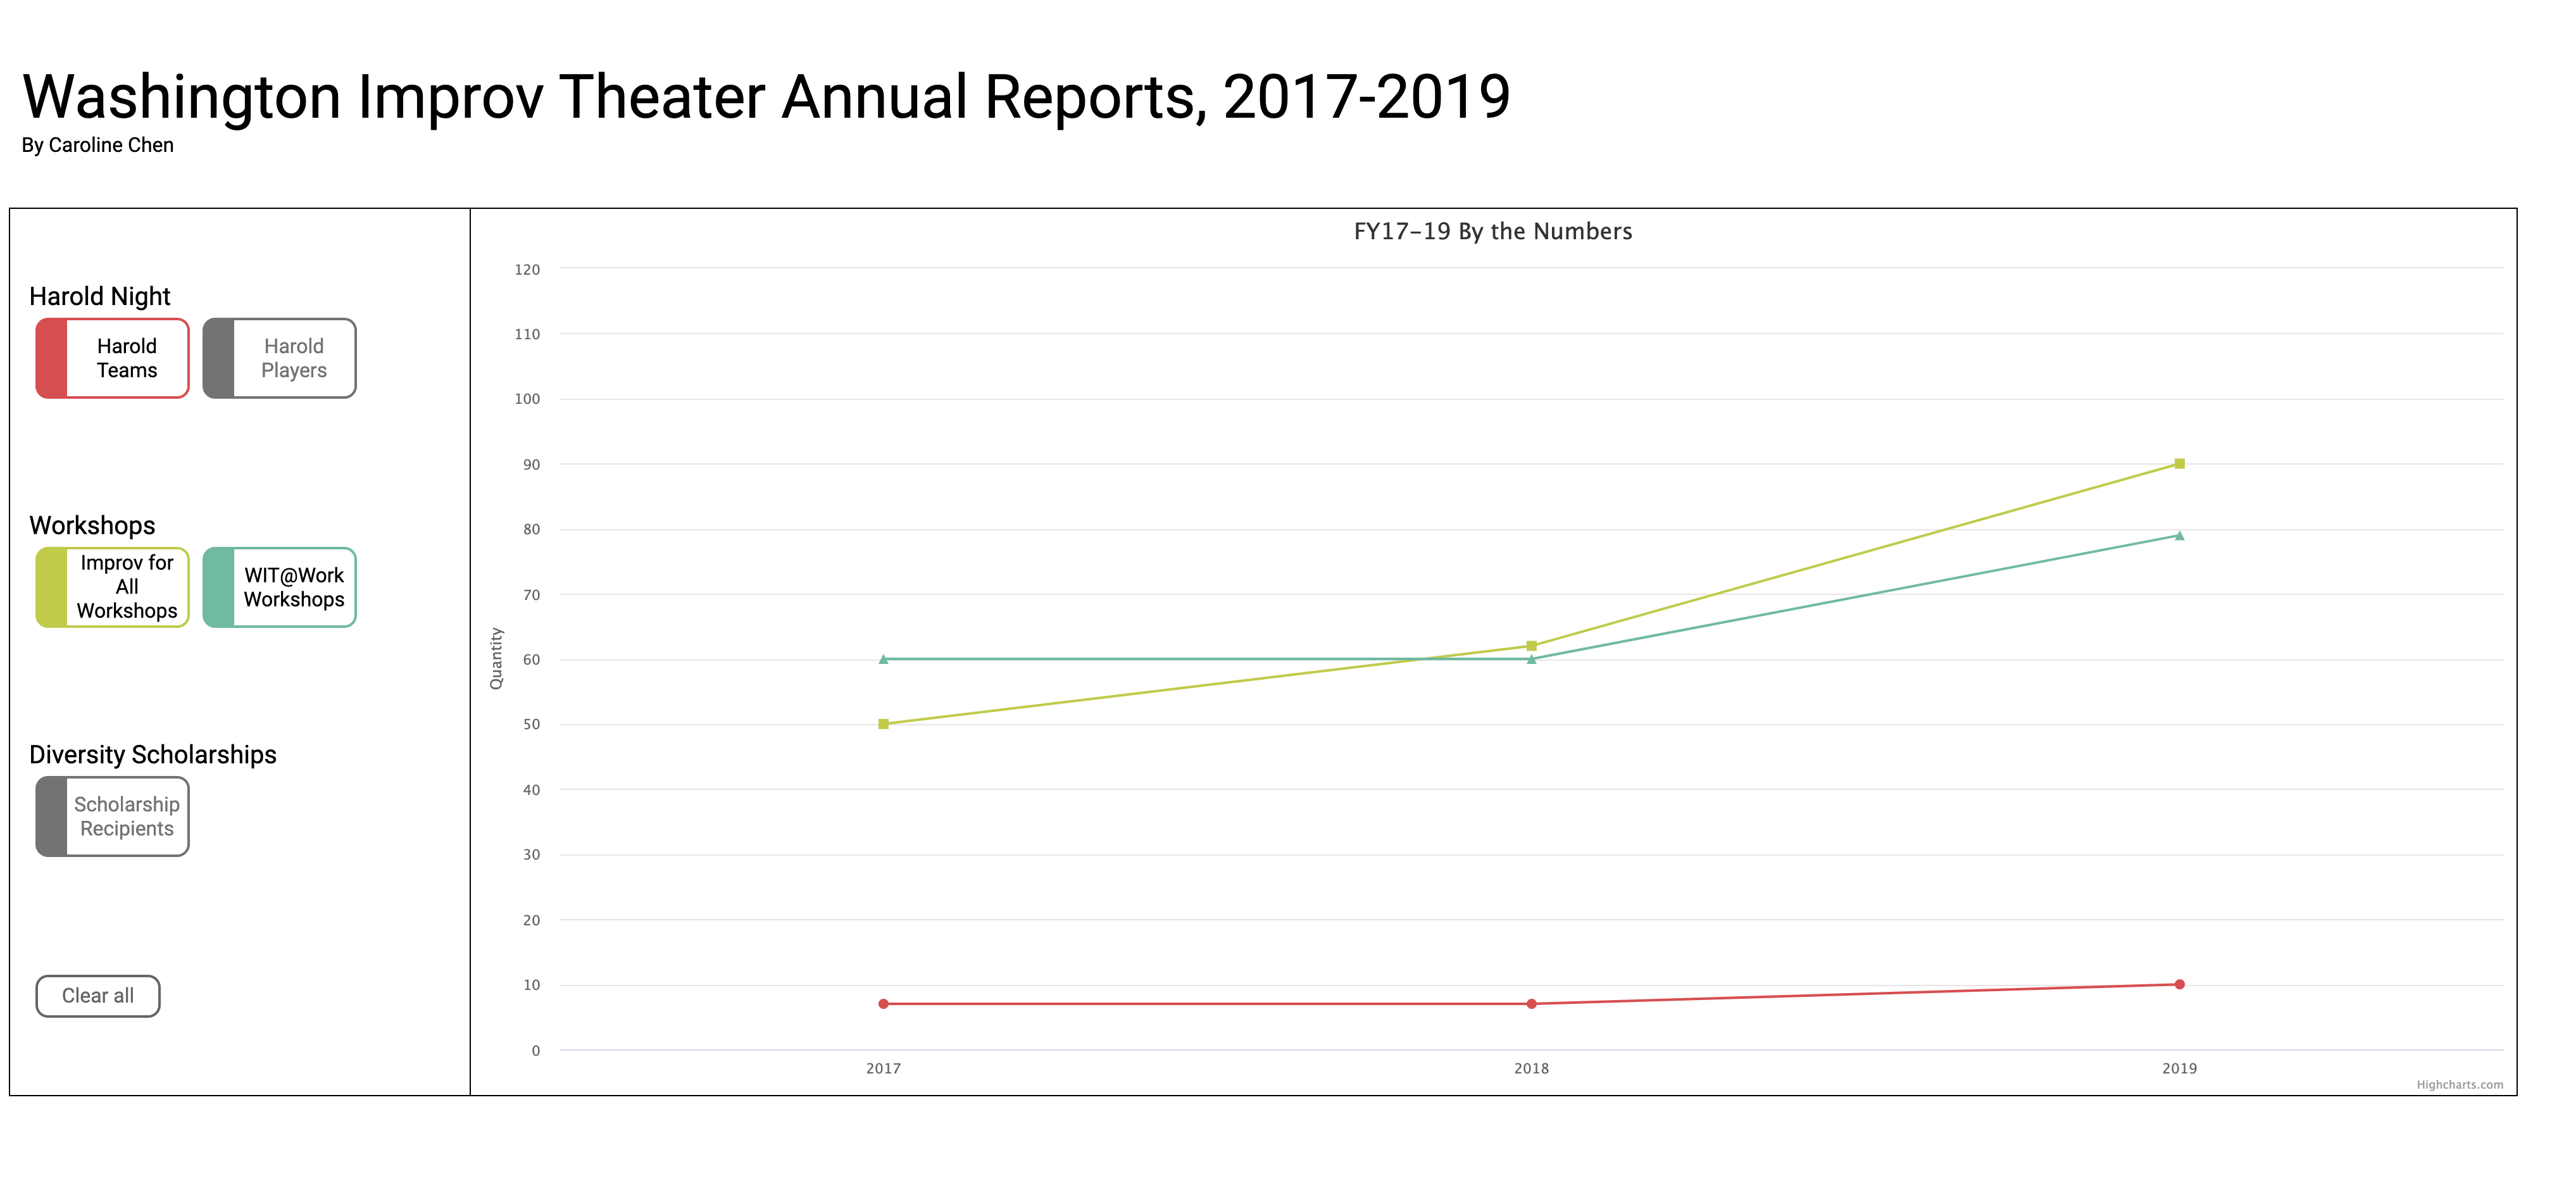 Washington Improv Theater Annual Reports, 2017-2019
By Caroline Chen
Harold Night
Harold
Teams
Harold
Players
Workshops
Improv for
All
Workshops
WIT@Work
Workshops
Diversity Scholarships
Scholarship
Recipients
Clear all
FY17–19 By the Numbers
Quantity
120
110
100
90
80
70
60
50
40
30
20
10
0
2017
2018
2019
Highcharts.com